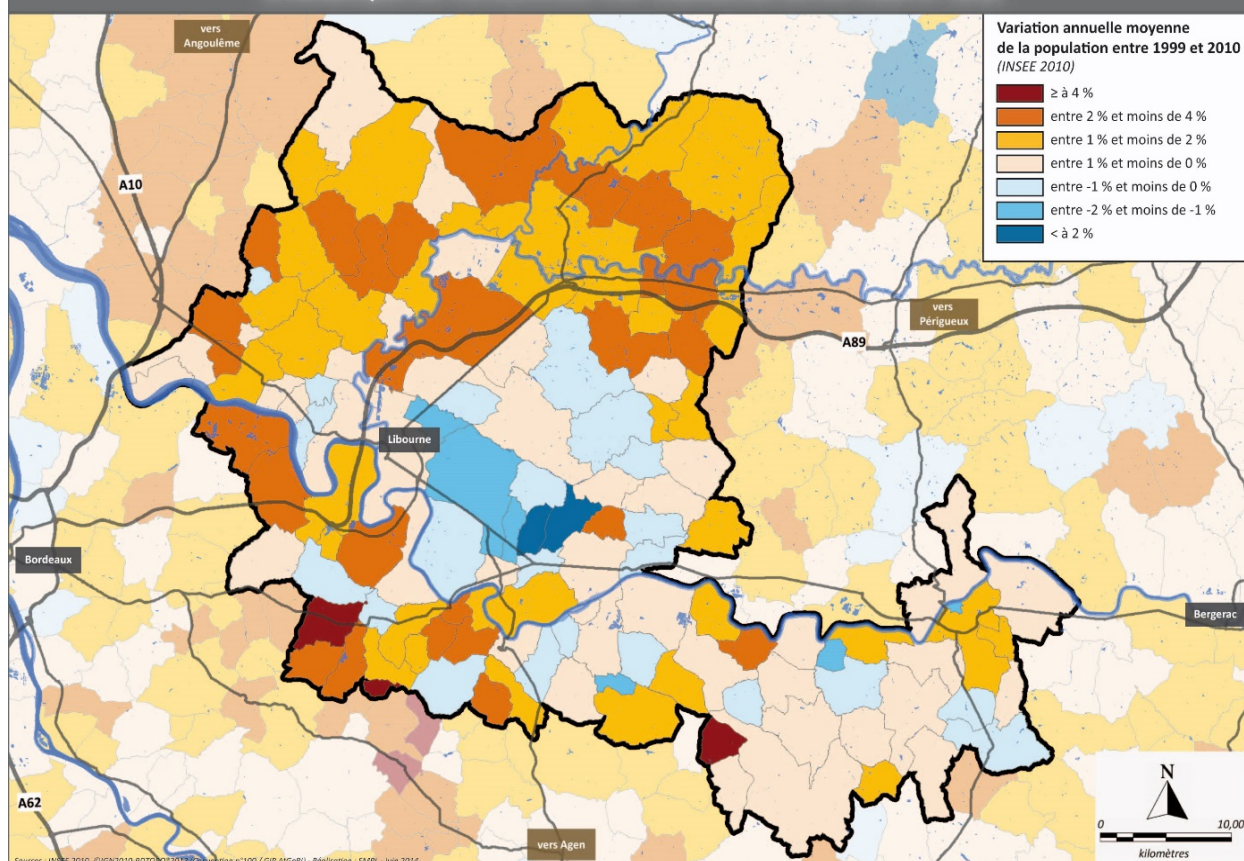 vers
Angoulême
Variation annuelle moyenne
de la population entre 1999 et 2010
(INSEE 2010)
≥ à 4 %
entre 2 % et moins de 4 %
entre 1 % et moins de 2 %
entre 1 % et moins de 0 %
entre -1 % et moins de 0 %
entre -2 % et moins de -1 %
< à 2 %
A10
vers
Périgueux
A89
Libourne
Bordeaux
Bergerac
A62
vers Agen
N
0 10,00
kilomètres